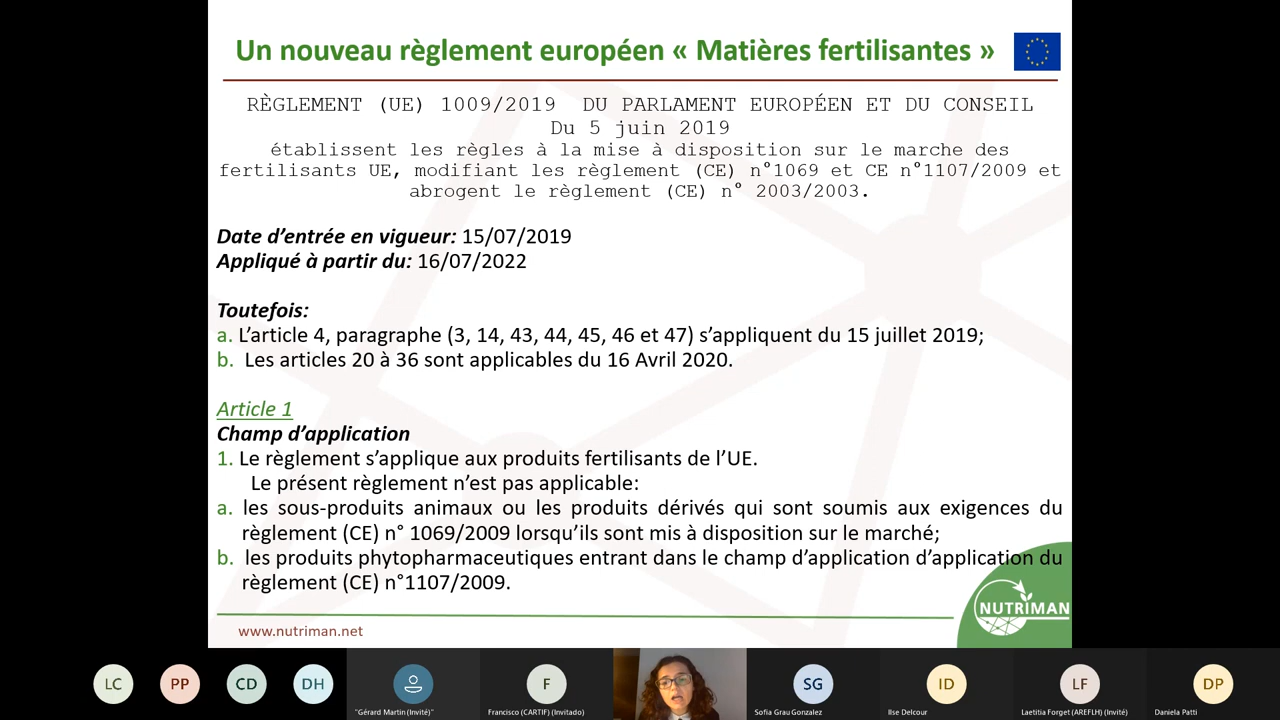 Un nouveau règlement européen « Matières fertilisantes »
RÈGLEMENT (UE) 1009/2019 DU PARLAMENT EUROPÉEN ET DU CONSEIL
Du 5 juin 2019
établissent les règles à la mise à disposition sur le marche des
fertilisants UE, modifiant les règlement (CE) n°1069 et CE n°1107/2009 et
abrogent le règlement (CE) n° 2003/2003.
Date d'entrée en vigueur: 15/07/2019
Appliqué à partir du: 16/07/2022
Toutefois:
a. L'article 4, paragraphe (3, 14, 43, 44, 45, 46 et 47) s'appliquent du 15 juillet 2019;
b. Les articles 20 à 36 sont applicables du 16 Avril 2020.
Article 1
Champ d'application
1. Le règlement s'applique aux produits fertilisants de l'UE.
Le présent règlement n'est pas applicable:
a. les sous-produits animaux ou les produits dérivés qui sont soumis aux exigences du
règlement (CE) n° 1069/2009 lorsqu'ils sont mis à disposition sur le marché;
b. les produits phytopharmaceutiques entrant dans le champ d'application d'application du
règlement (CE) n°1107/2009.
NUTRIMAN
www.nutriman.net
LC PP CD DH F SG ID LF DP
"Gérard Martin (Invité)" Francisco (CARTIF) (Invitado) Sofia Grau Gonzalez Ilse Delcour Laetitia Forget (AREFLH) (Invité) Daniela Patti